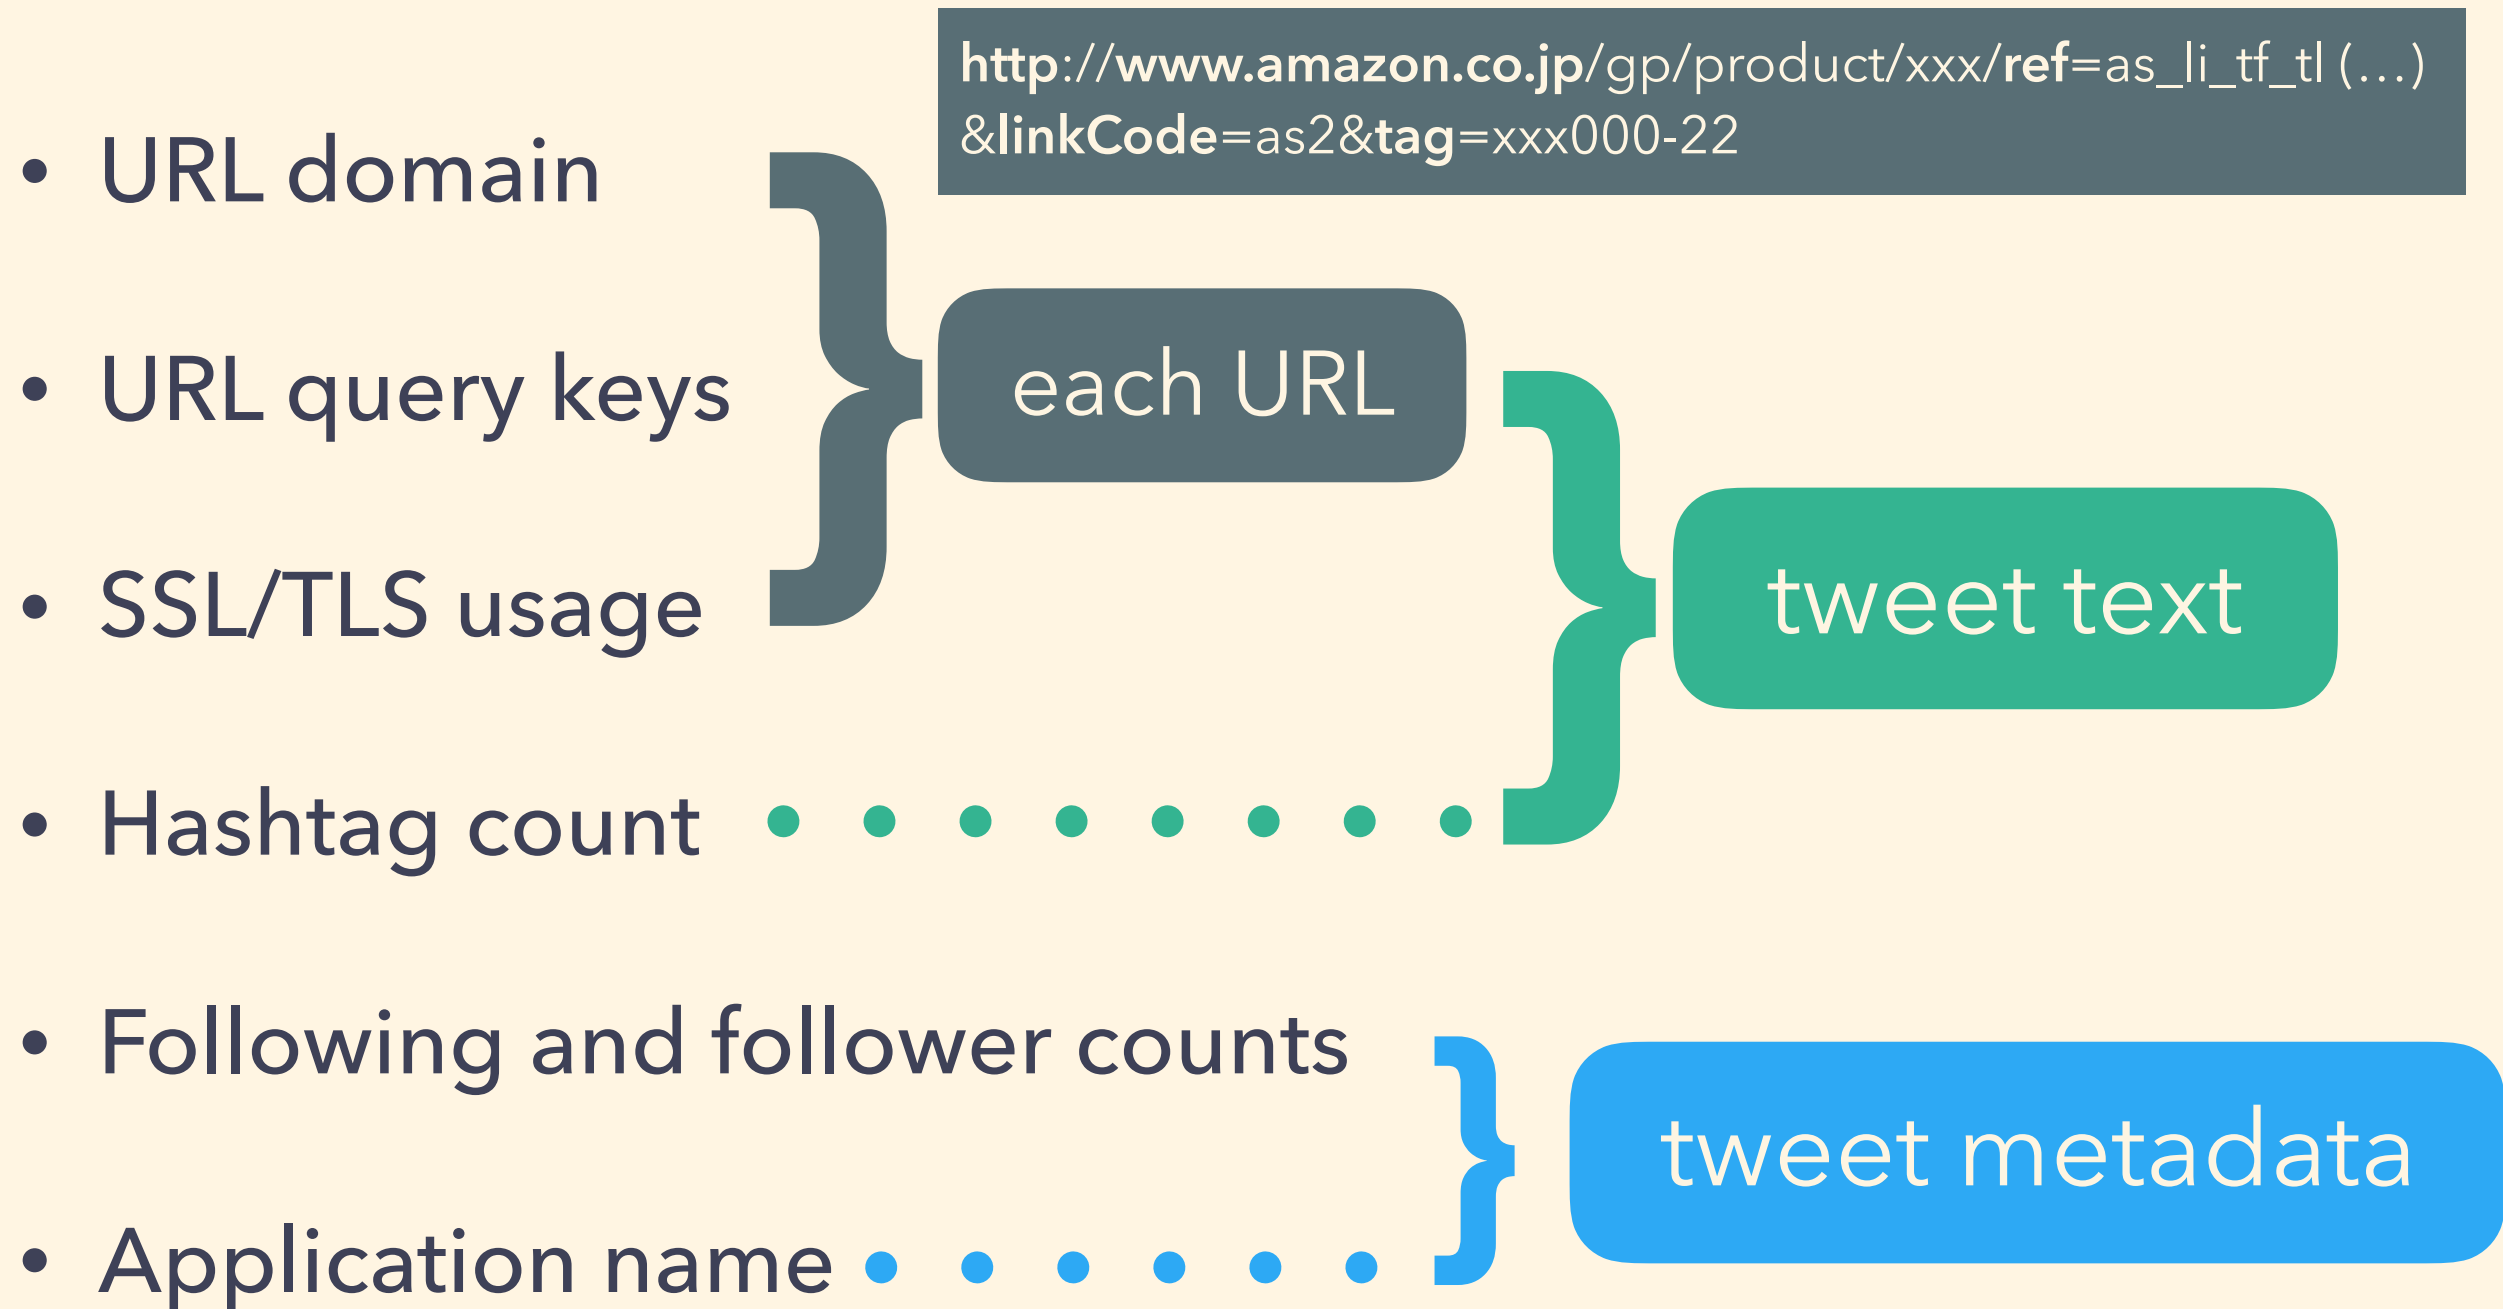 http://www.amazon.co.jp/gp/product/xxx/ref=as_li_tf_tl (...)
&linkCode=as2 &tag=xxx000-22
• URL domain
• URL query keys
each URL
• SSL/TLS usage
tweet text
• Hashtag count
• Following and follower counts
tweet metadata
• Application name